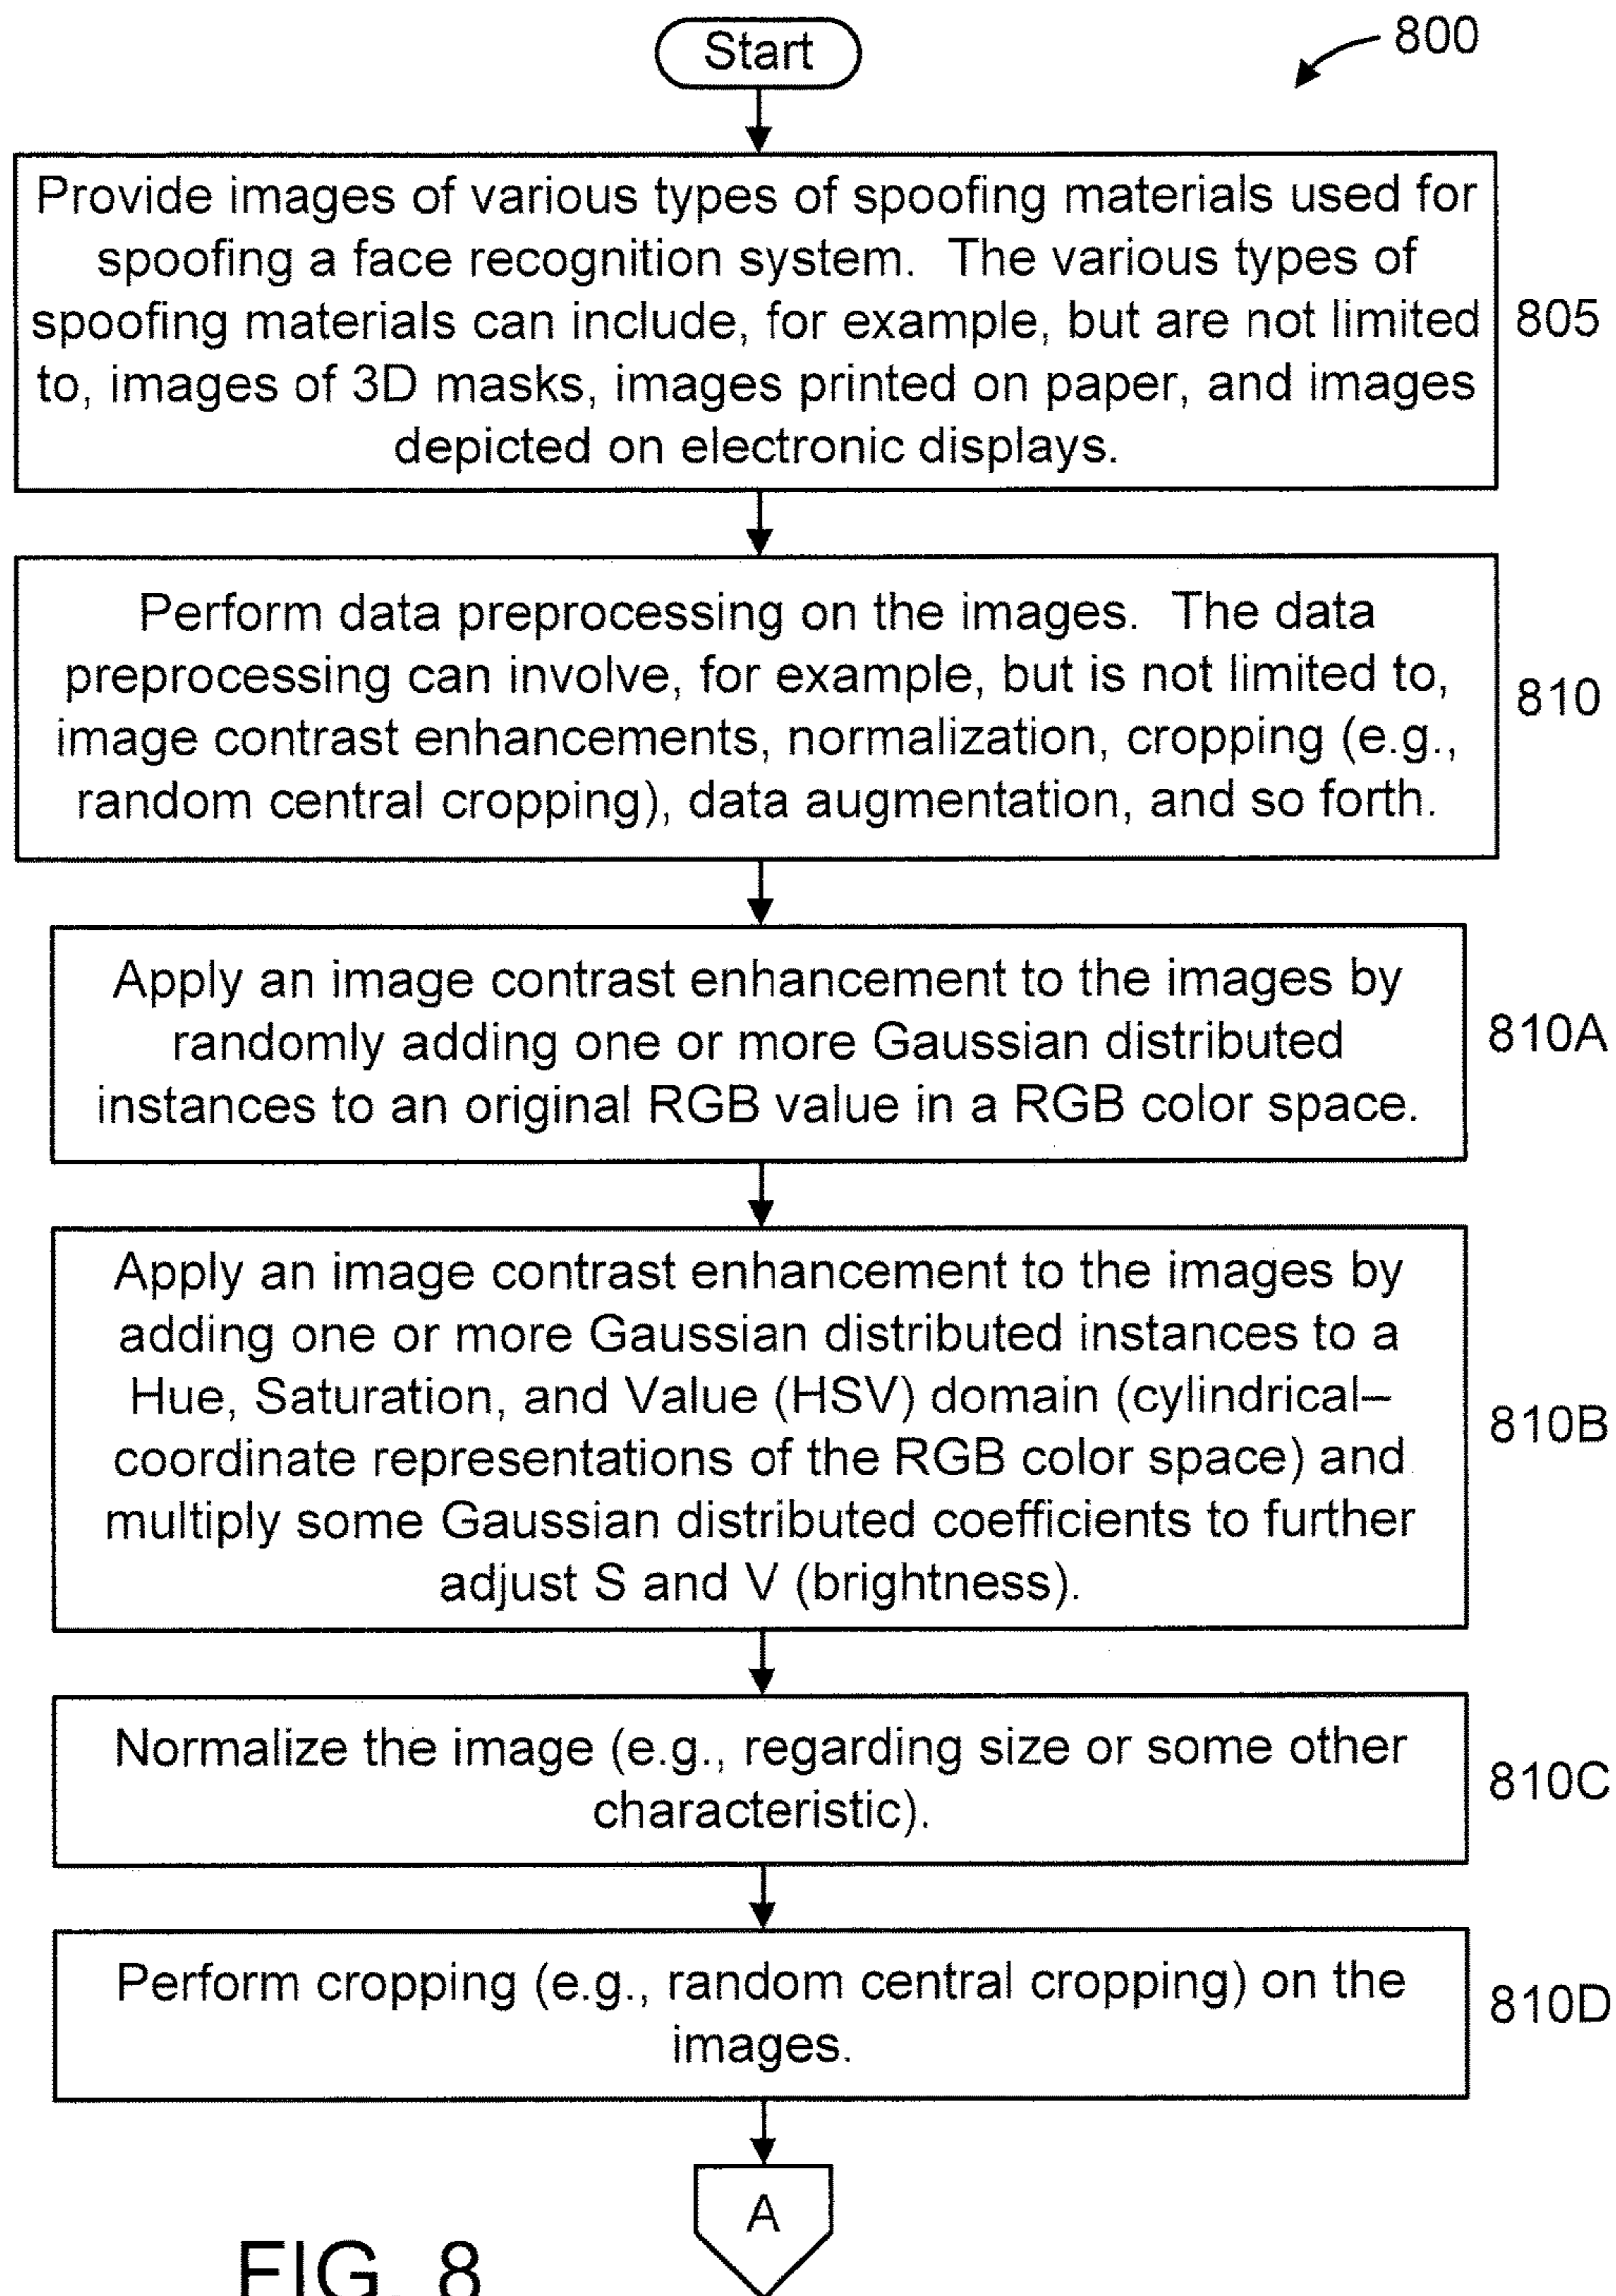 Start
800
Provide images of various types of spoofing materials used for
spoofing a face recognition system. The various types of
spoofing materials can include, for example, but are not limited
to, images of 3D masks, images printed on paper, and images
depicted on electronic displays.
805
Perform data preprocessing on the images. The data
preprocessing can involve, for example, but is not limited to,
image contrast enhancements, normalization, cropping (e.g.,
random central cropping), data augmentation, and so forth.
810
Apply an image contrast enhancement to the images by
randomly adding one or more Gaussian distributed
instances to an original RGB value in a RGB color space.
810A
Apply an image contrast enhancement to the images by
adding one or more Gaussian distributed instances to a
Hue, Saturation, and Value (HSV) domain (cylindrical–
coordinate representations of the RGB color space) and
multiply some Gaussian distributed coefficients to further
adjust S and V (brightness).
810B
Normalize the image (e.g., regarding size or some other
characteristic).
810C
Perform cropping (e.g., random central cropping) on the
images.
810D
A
FIG. 8